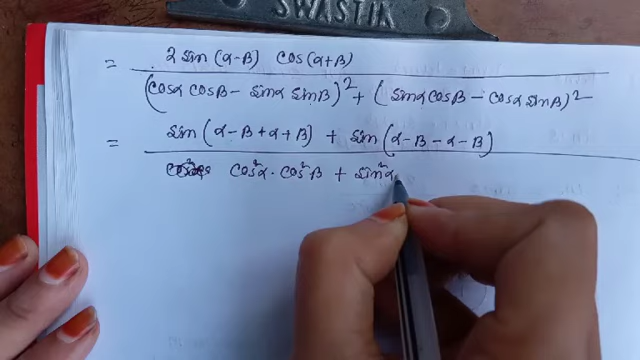 SWASTIK
= 2 sin (α-β) cos(α+β)
(cosα cosβ - sinα sinβ)² + (sinα cosβ - cosα sinβ)²
= sin (α-β+α+β) + sin (α-β-α-β)
cos²α · cos²β + sin²α